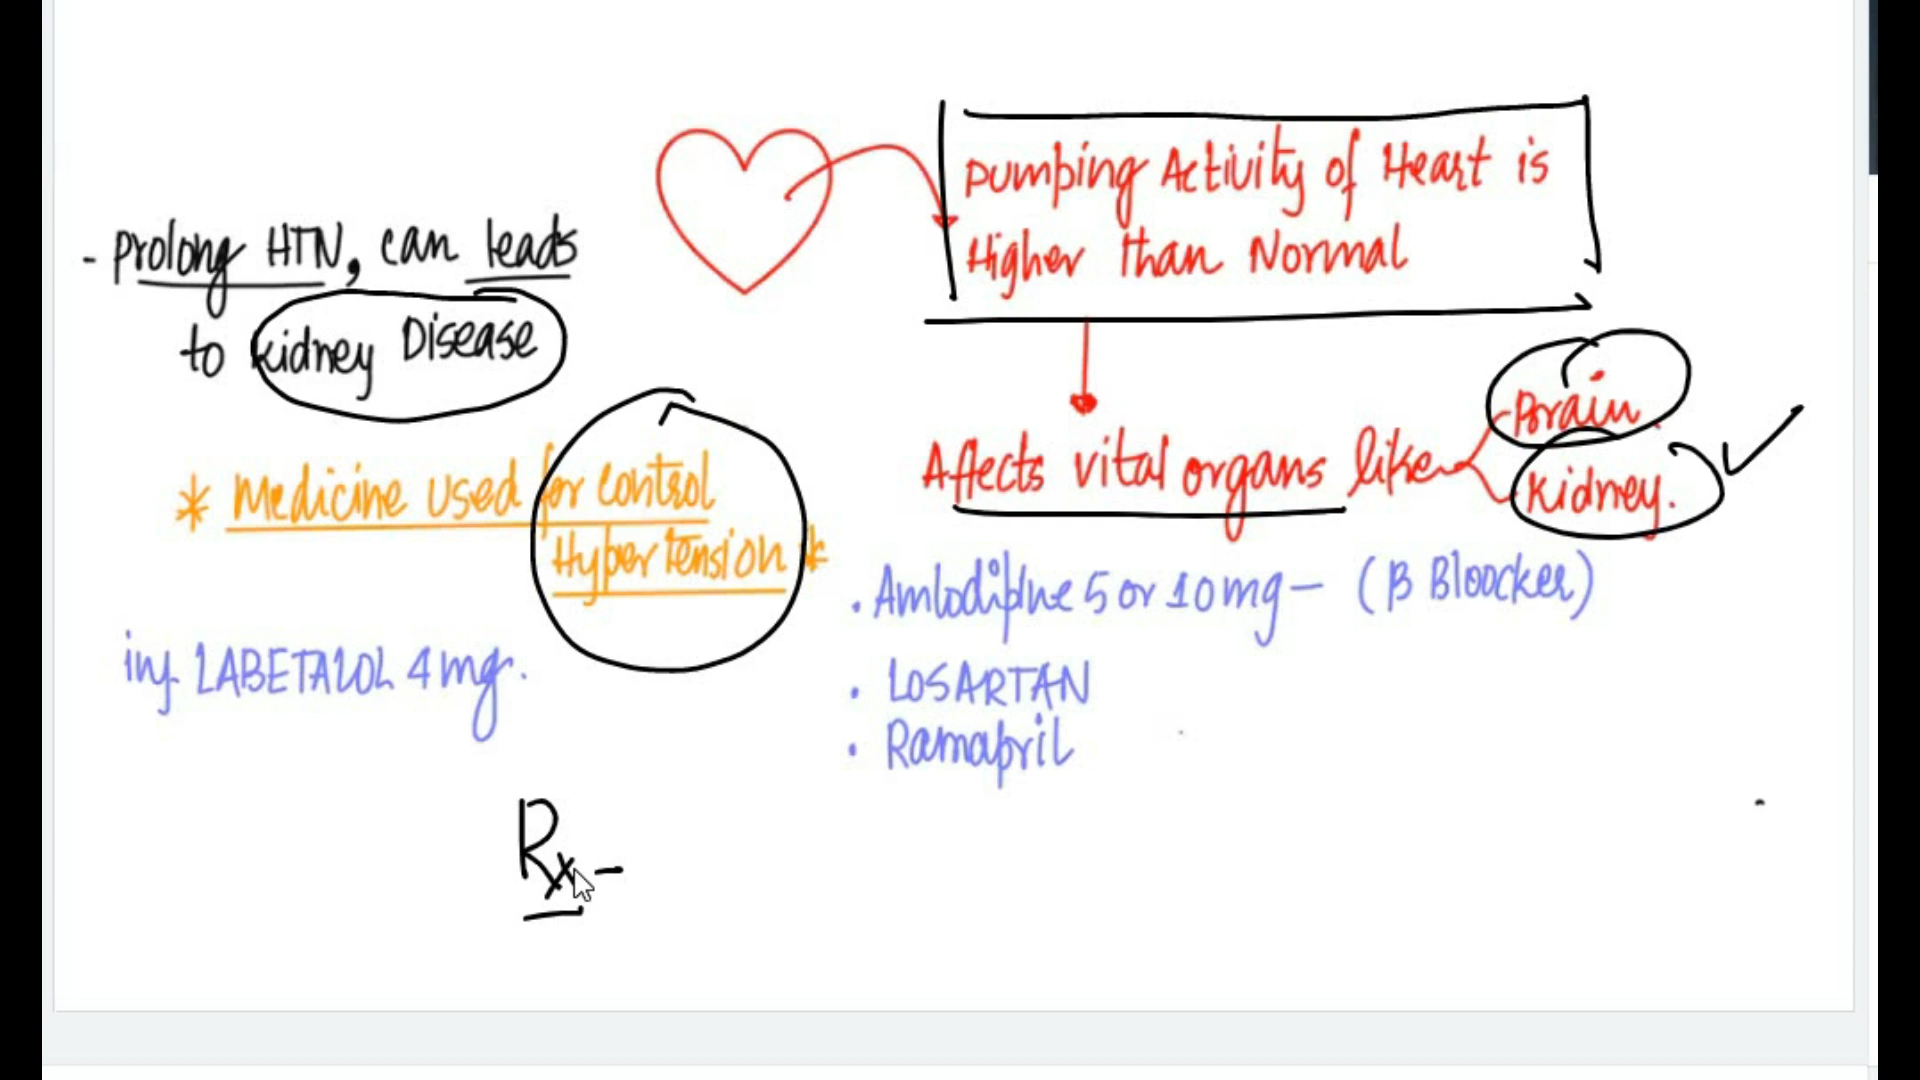 Pumping Activity of Heart is
Higher than Normal
- Prolong HTN, can leads
to Kidney Disease
Affects vital organs like
Brain.
Kidney.
* Medicine used for control
Hypertension *
inj. LABETALOL 4 mg.
. Amlodipine 5 or 10 mg - (B Bloocker)
. LOSARTAN
. Ramapril
Rx -